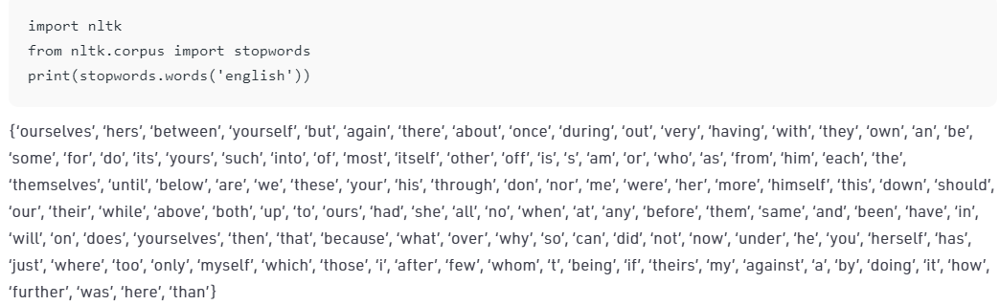 import nltk
from nltk.corpus import stopwords
print(stopwords.words('english'))
{‘ourselves’, ‘hers’, ‘between’, ‘yourself’, ‘but’, ‘again’, ‘there’, ‘about’, ‘once’, ‘during’, ‘out’, ‘very’, ‘having’, ‘with’, ‘they’, ‘own’, ‘an’, ‘be’,
‘some’, ‘for’, ‘do’, ‘its’, ‘yours’, ‘such’, ‘into’, ‘of’, ‘most’, ‘itself’, ‘other’, ‘off’, ‘is’, ‘s’, ‘am’, ‘or’, ‘who’, ‘as’, ‘from’, ‘him’, ‘each’, ‘the’,
‘themselves’, ‘until’, ‘below’, ‘are’, ‘we’, ‘these’, ‘your’, ‘his’, ‘through’, ‘don’, ‘nor’, ‘me’, ‘were’, ‘her’, ‘more’, ‘himself’, ‘this’, ‘down’, ‘should’,
‘our’, ‘their’, ‘while’, ‘above’, ‘both’, ‘up’, ‘to’, ‘ours’, ‘had’, ‘she’, ‘all’, ‘no’, ‘when’, ‘at’, ‘any’, ‘before’, ‘them’, ‘same’, ‘and’, ‘been’, ‘have’, ‘in’,
‘will’, ‘on’, ‘does’, ‘yourselves’, ‘then’, ‘that’, ‘because’, ‘what’, ‘over’, ‘why’, ‘so’, ‘can’, ‘did’, ‘not’, ‘now’, ‘under’, ‘he’, ‘you’, ‘herself’, ‘has’,
‘just’, ‘where’, ‘too’, ‘only’, ‘myself’, ‘which’, ‘those’, ‘i’, ‘after’, ‘few’, ‘whom’, ‘t’, ‘being’, ‘if’, ‘theirs’, ‘my’, ‘against’, ‘a’, ‘by’, ‘doing’, ‘it’, ‘how’,
‘further’, ‘was’, ‘here’, ‘than’}